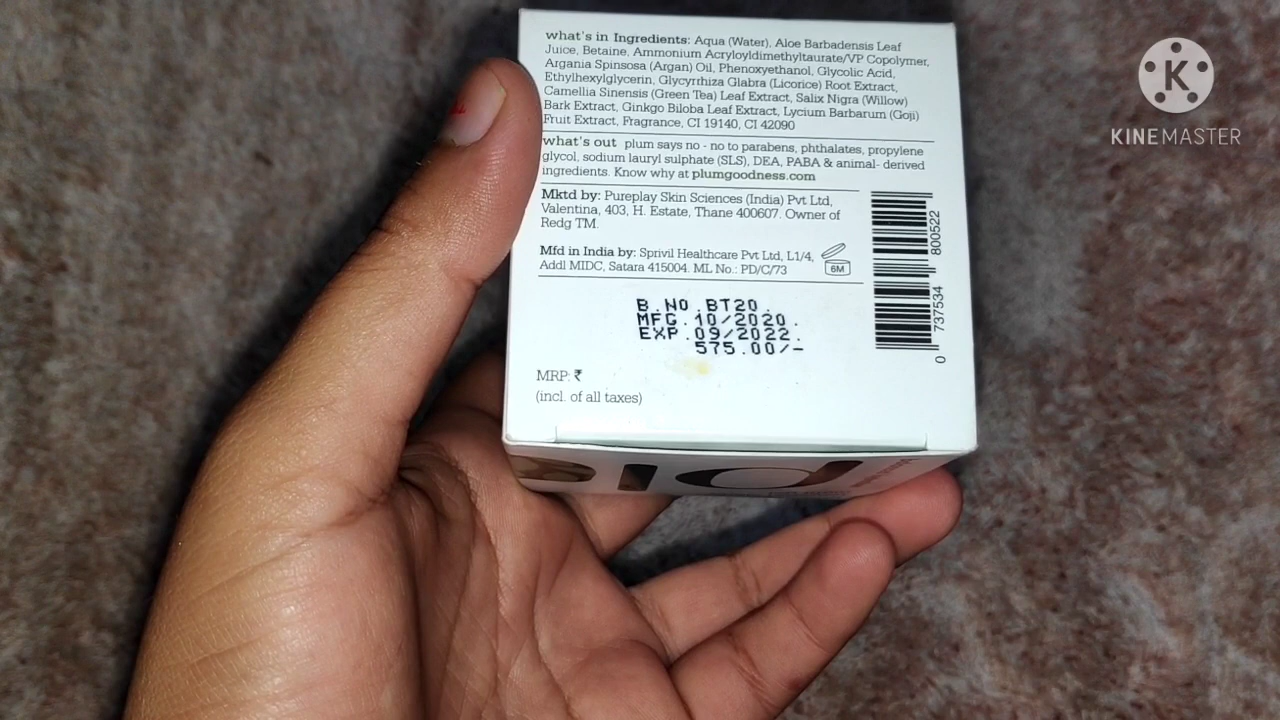 what's in Ingredients: Aqua (Water), Aloe Barbadensis Leaf
Juice, Betaine, Ammonium Acryloyldimethyltaurate/VP Copolymer,
Argania Spinsosa (Argan) Oil, Phenoxyethanol, Glycolic Acid,
Ethylhexylglycerin, Glycyrrhiza Glabra (Licorice) Root Extract,
Camellia Sinensis (Green Tea) Leaf Extract, Salix Nigra (Willow)
Bark Extract, Ginkgo Biloba Leaf Extract, Lycium Barbarum (Goji)
Fruit Extract, Fragrance, CI 19140, CI 42090
what's out plum says no - no to parabens, phthalates, propylene
glycol, sodium lauryl sulphate (SLS), DEA, PABA & animal- derived
ingredients. Know why at plumgoodness.com
Mktd by: Pureplay Skin Sciences (India) Pvt Ltd,
Valentina, 403, H. Estate, Thane 400607. Owner of
Redg TM.
Mfd in India by: Sprivil Healthcare Pvt Ltd, L1/4,
Addl MIDC, Satara 415004. ML No.: PD/C/73
6M
0 737534 800522
B.NO.BT20.
MFG.10/2020.
EXP.09/2022.
575.00/-
MRP: ₹
(incl. of all taxes)
K
KINEMASTER